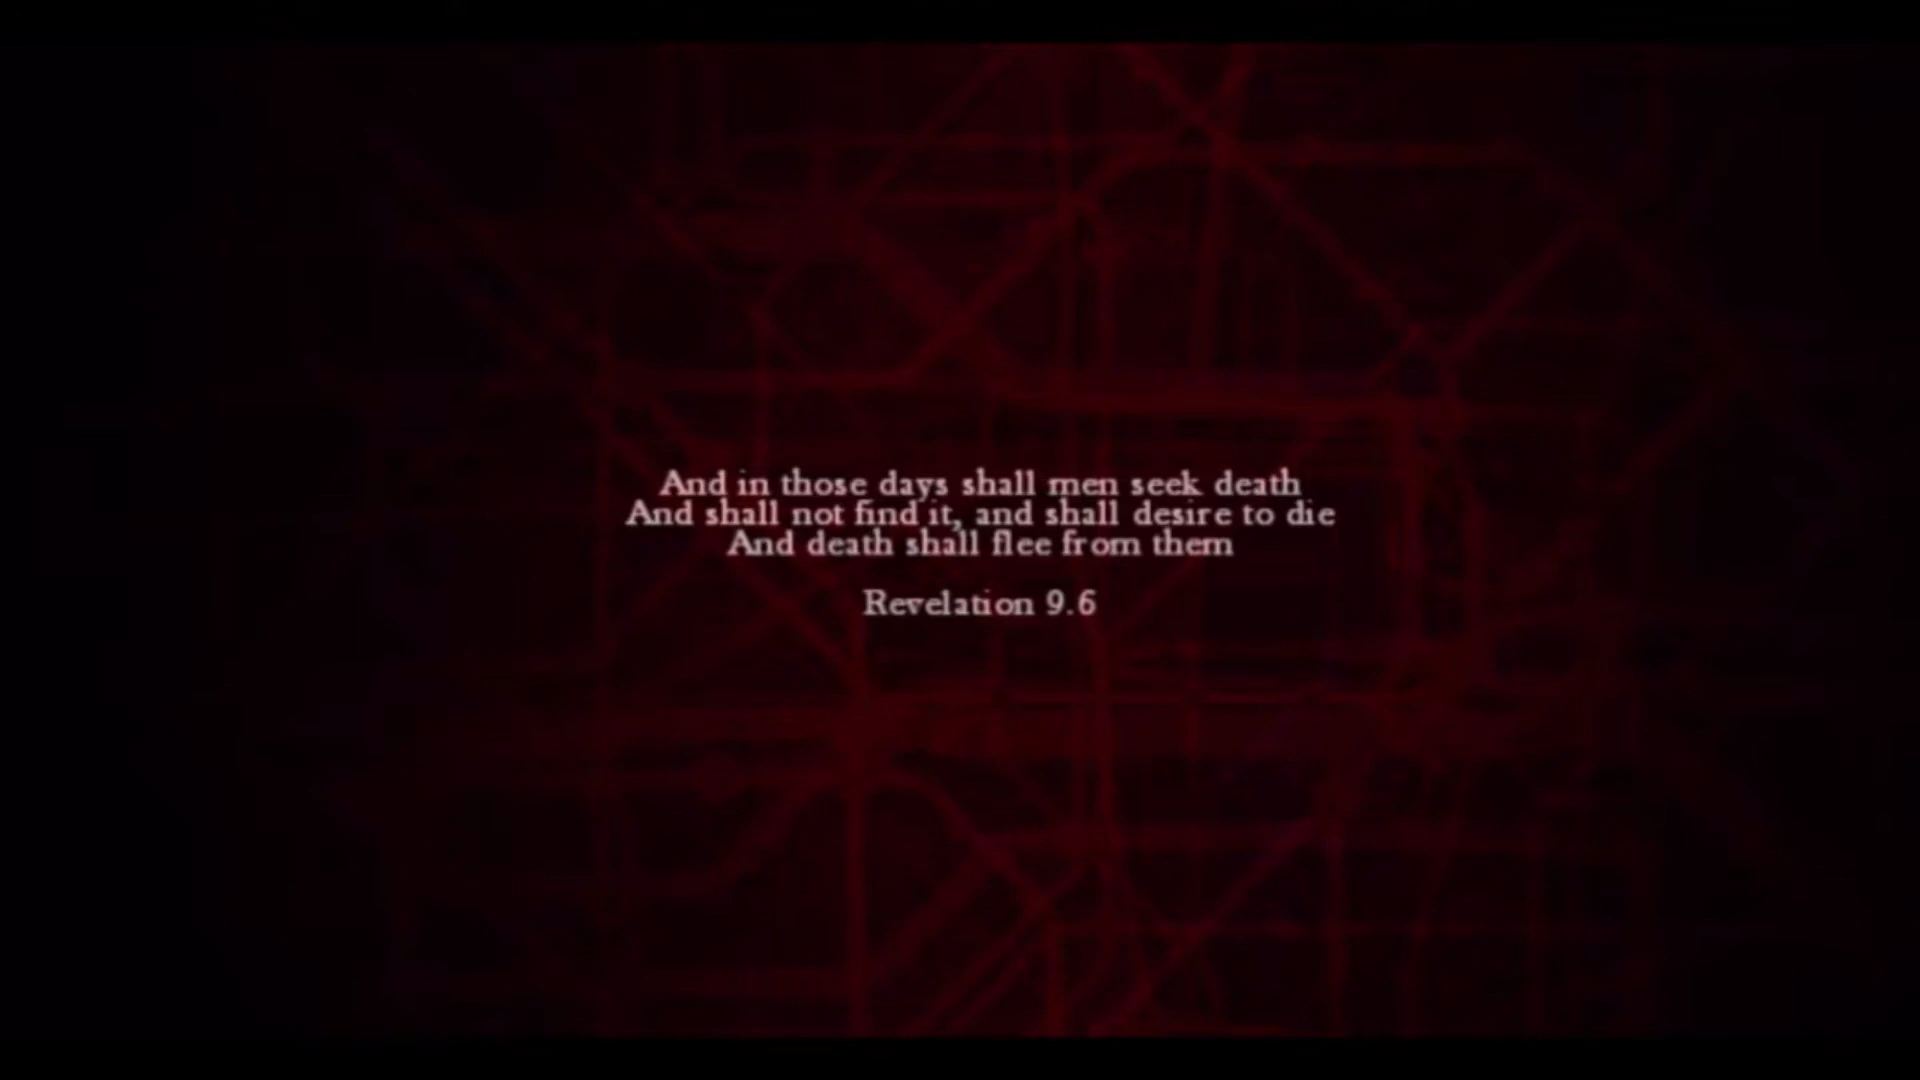 And in those days shall men seek death
And shall not find it, and shall desire to die
And death shall flee from them
Revelation 9.6